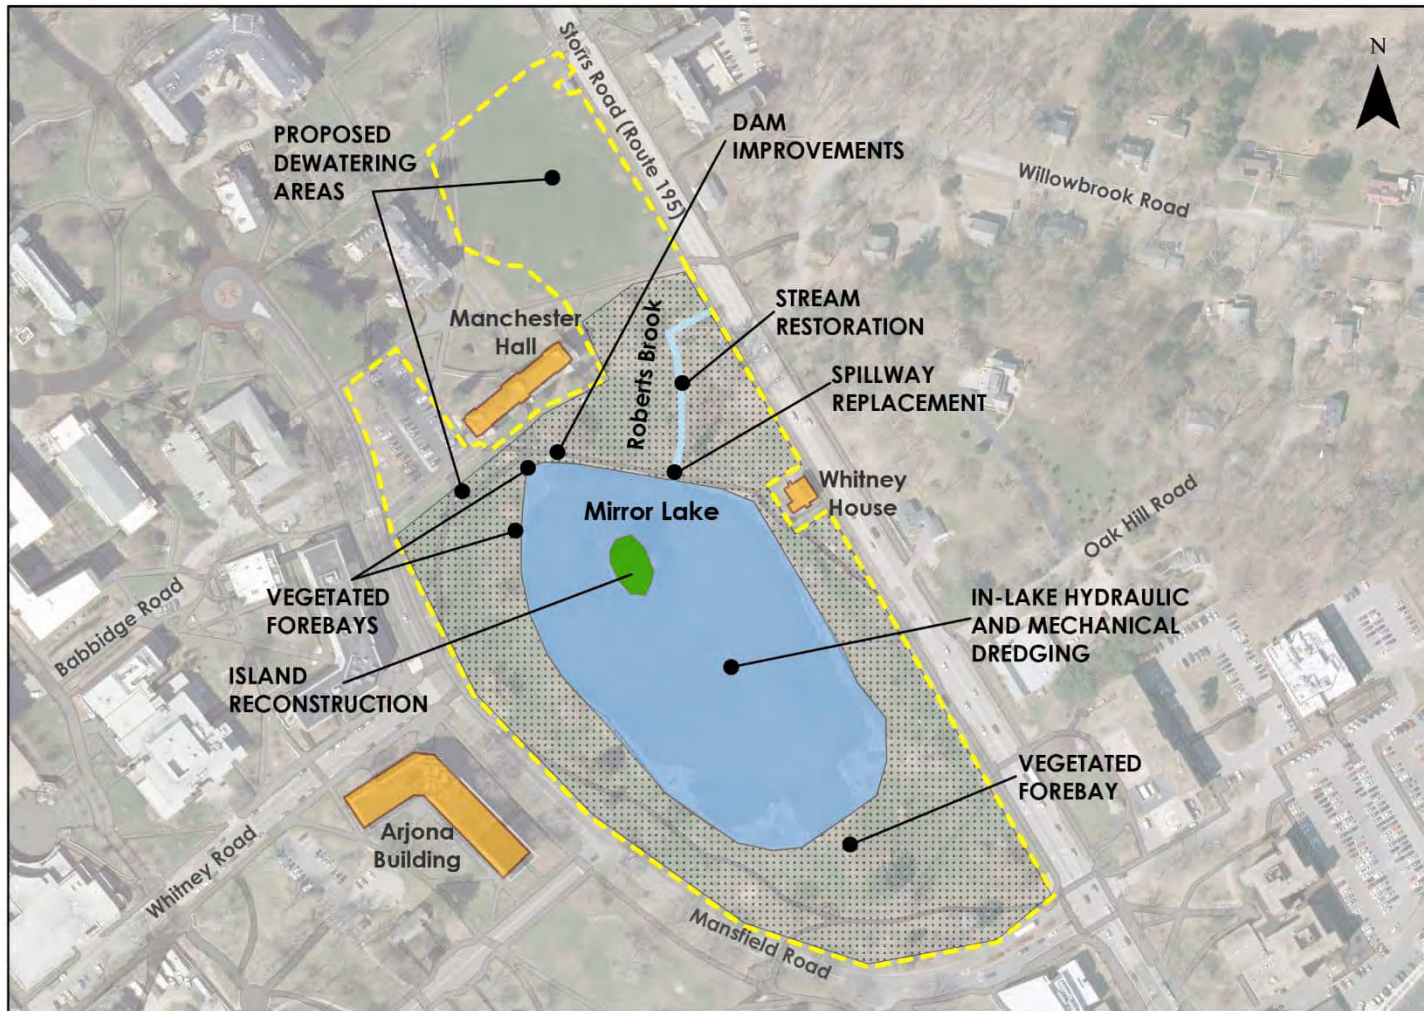 Storrs Road (Route 195)
N
PROPOSED
DEWATERING
AREAS
DAM
IMPROVEMENTS
Willowbrook Road
Manchester
Hall
Roberts Brook
STREAM
RESTORATION
SPILLWAY
REPLACEMENT
Whitney
House
Mirror Lake
Oak Hill Road
Babbidge Road
VEGETATED
FOREBAYS
IN-LAKE HYDRAULIC
AND MECHANICAL
DREDGING
ISLAND
RECONSTRUCTION
VEGETATED
FOREBAY
Arjona
Building
Whitney Road
Mansfield Road